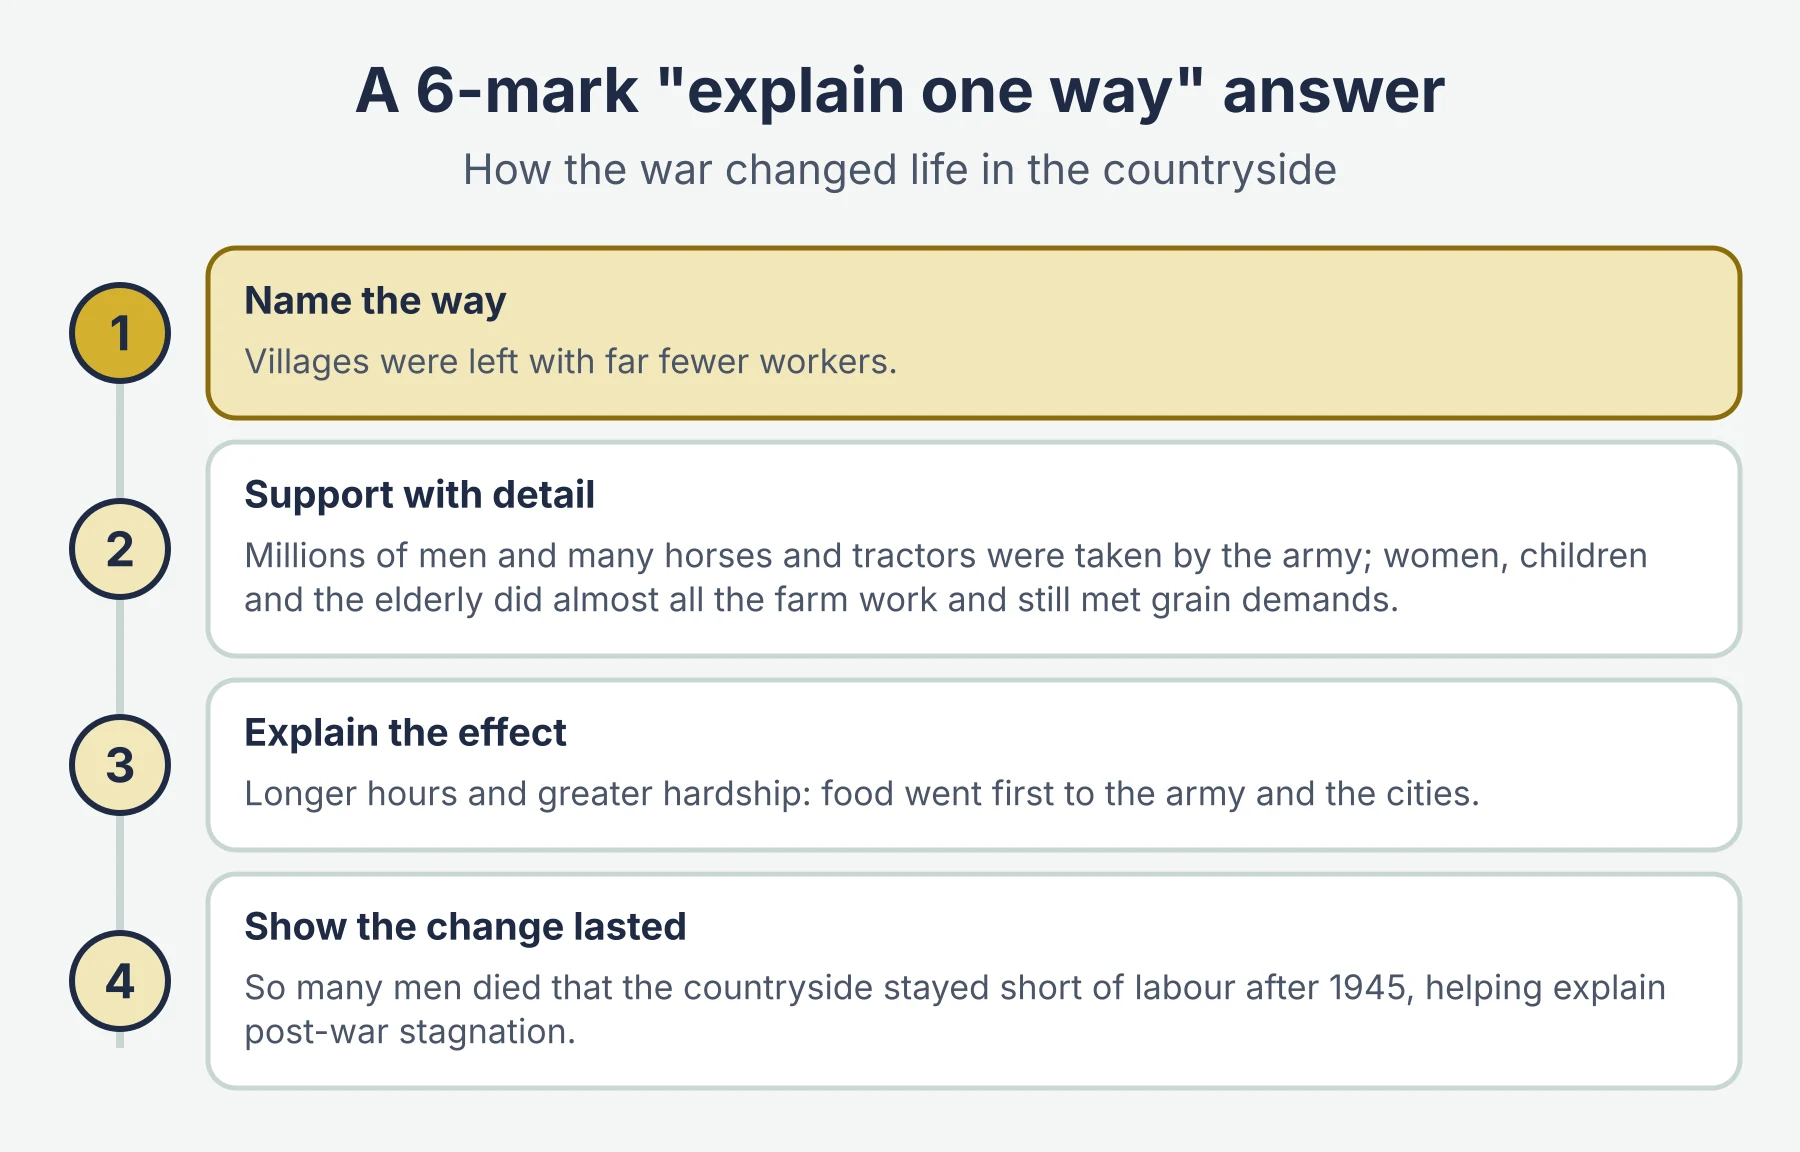 A 6-mark "explain one way" answer
How the war changed life in the countryside
1
Name the way
Villages were left with far fewer workers.
2
Support with detail
Millions of men and many horses and tractors were taken by the army; women, children
and the elderly did almost all the farm work and still met grain demands.
3
Explain the effect
Longer hours and greater hardship: food went first to the army and the cities.
4
Show the change lasted
So many men died that the countryside stayed short of labour after 1945, helping explain
post-war stagnation.